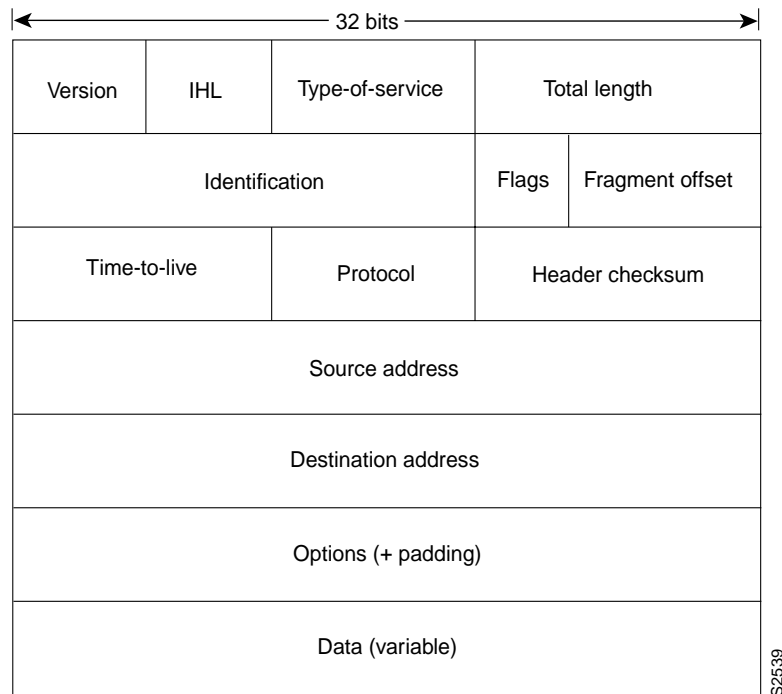 32 bits
Version IHL Type-of-service Total length
Identification Flags Fragment offset
Time-to-live Protocol Header checksum
Source address
Destination address
Options (+ padding)
Data (variable)
S2539